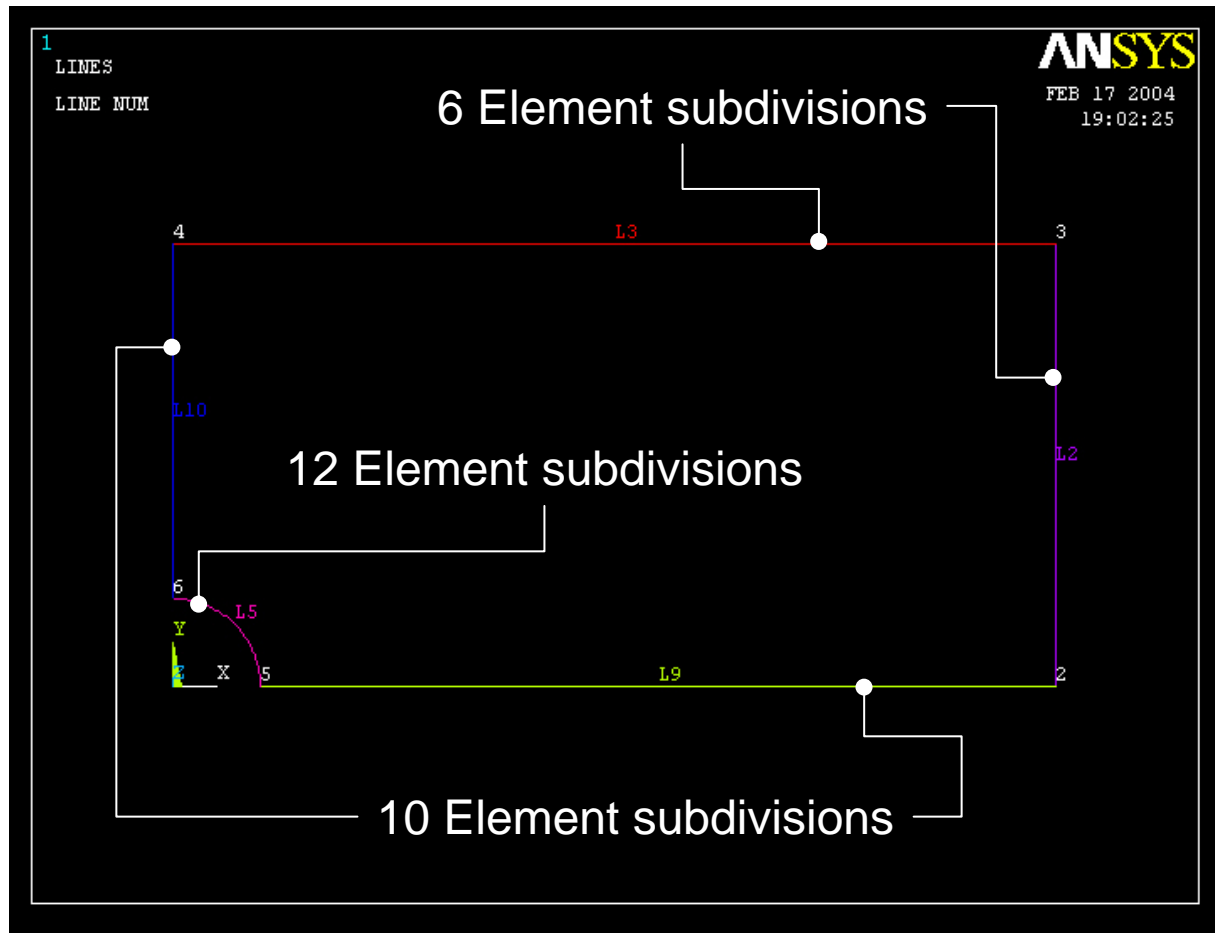 1
LINES
LINE NUM
ANSYS
FEB 17 2004
19:02:25
6 Element subdivisions
4
L3
3
L10
L2
12 Element subdivisions
6
L5
Y
Z
X
5
L9
2
10 Element subdivisions